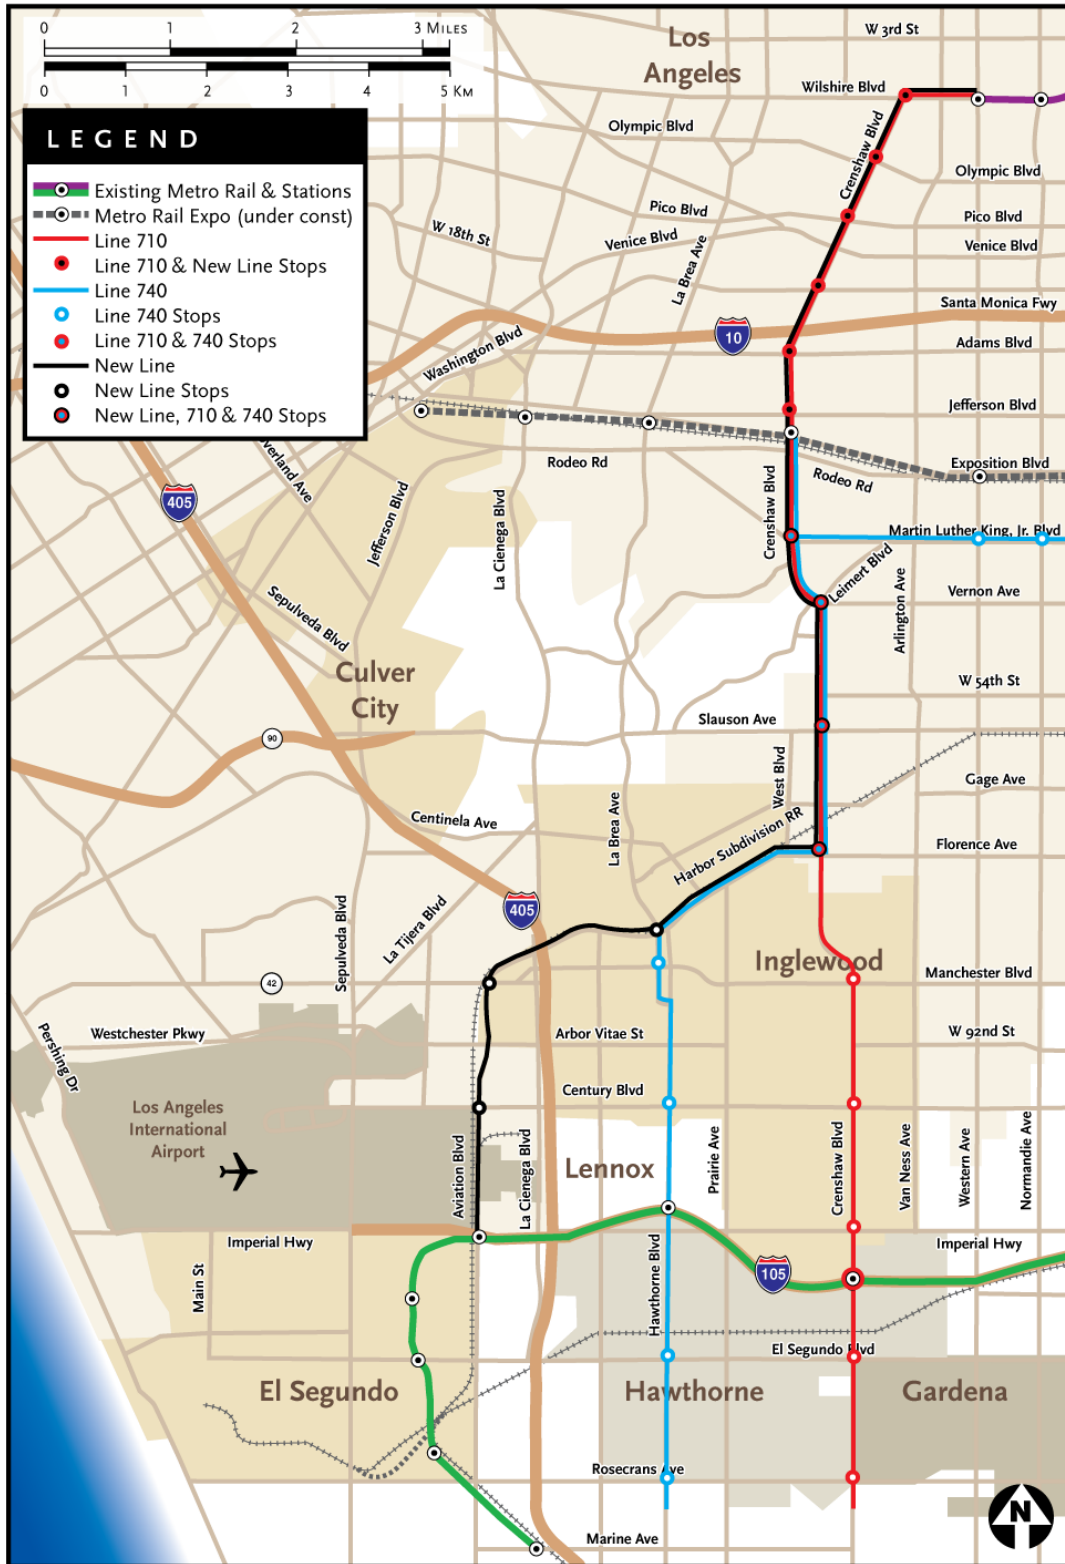 0 1 2 3 MILES
0 1 2 3 4 5 KM
LEGEND
Existing Metro Rail & Stations
Metro Rail Expo (under const)
Line 710
Line 710 & New Line Stops
Line 740
Line 740 Stops
Line 710 & 740 Stops
New Line
New Line Stops
New Line, 710 & 740 Stops
Los
Angeles
W 3rd St
Wilshire Blvd
Olympic Blvd
Crenshaw Blvd
Olympic Blvd
Pico Blvd
Pico Blvd
W 18th St
Venice Blvd
Venice Blvd
La Brea Ave
Santa Monica Fwy
10
Washington Blvd
Adams Blvd
Jefferson Blvd
Rodeo Rd
Exposition Blvd
Rodeo Rd
verland Ave
405
Jefferson Blvd
La Cienega Blvd
Crenshaw Blvd
Martin Luther King, Jr. Blvd
Leimert Blvd
Arlington Ave
Vernon Ave
Sepulveda Blvd
Culver
City
W 54th St
Slauson Ave
90
West Blvd
Gage Ave
Centinela Ave
La Brea Ave
Harbor Subdivision RR
Florence Ave
405
Sepulveda Blvd
La Tijera Blvd
Inglewood
42
Manchester Blvd
Pershing Dr
Westchester Pkwy
Arbor Vitae St
W 92nd St
Century Blvd
Los Angeles
International
Airport
Aviation Blvd
La Cienega Blvd
Lennox
Prairie Ave
Crenshaw Blvd
Van Ness Ave
Western Ave
Normandie Ave
Imperial Hwy
Imperial Hwy
Main St
Hawthorne Blvd
105
El Segundo Blvd
El Segundo
Hawthorne
Gardena
Rosecrans Ave
Marine Ave
N